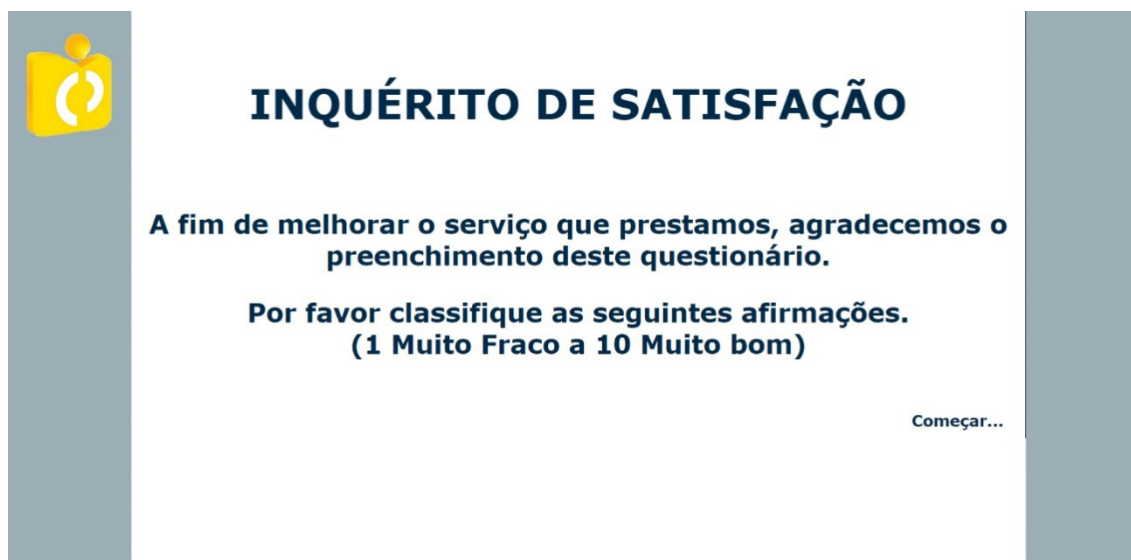 INQUÉRITO DE SATISFAÇÃO
A fim de melhorar o serviço que prestamos, agradecemos o
preenchimento deste questionário.
Por favor classifique as seguintes afirmações.
(1 Muito Fraco a 10 Muito bom)
Começar...